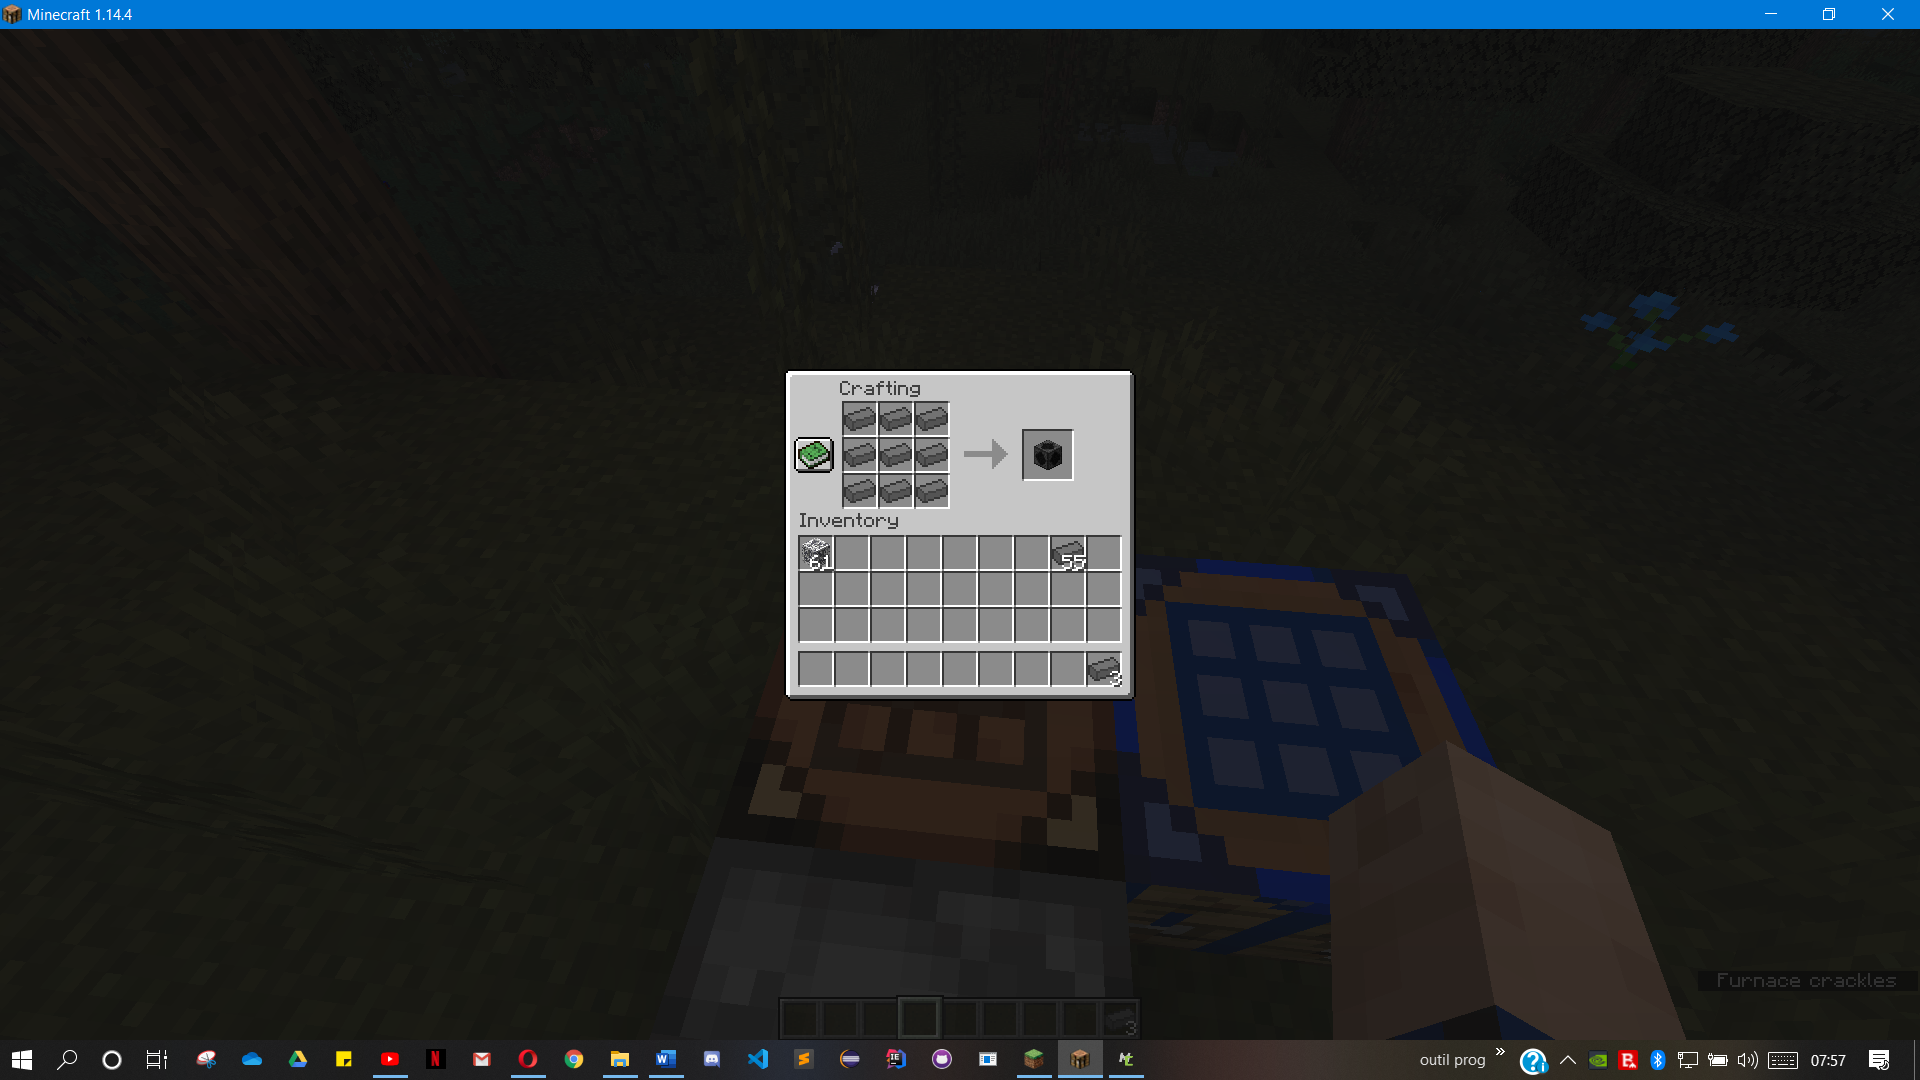 Minecraft 1.14.4
Crafting
Inventory
61
55
3
Furnace crackles
3
outil prog
07:57